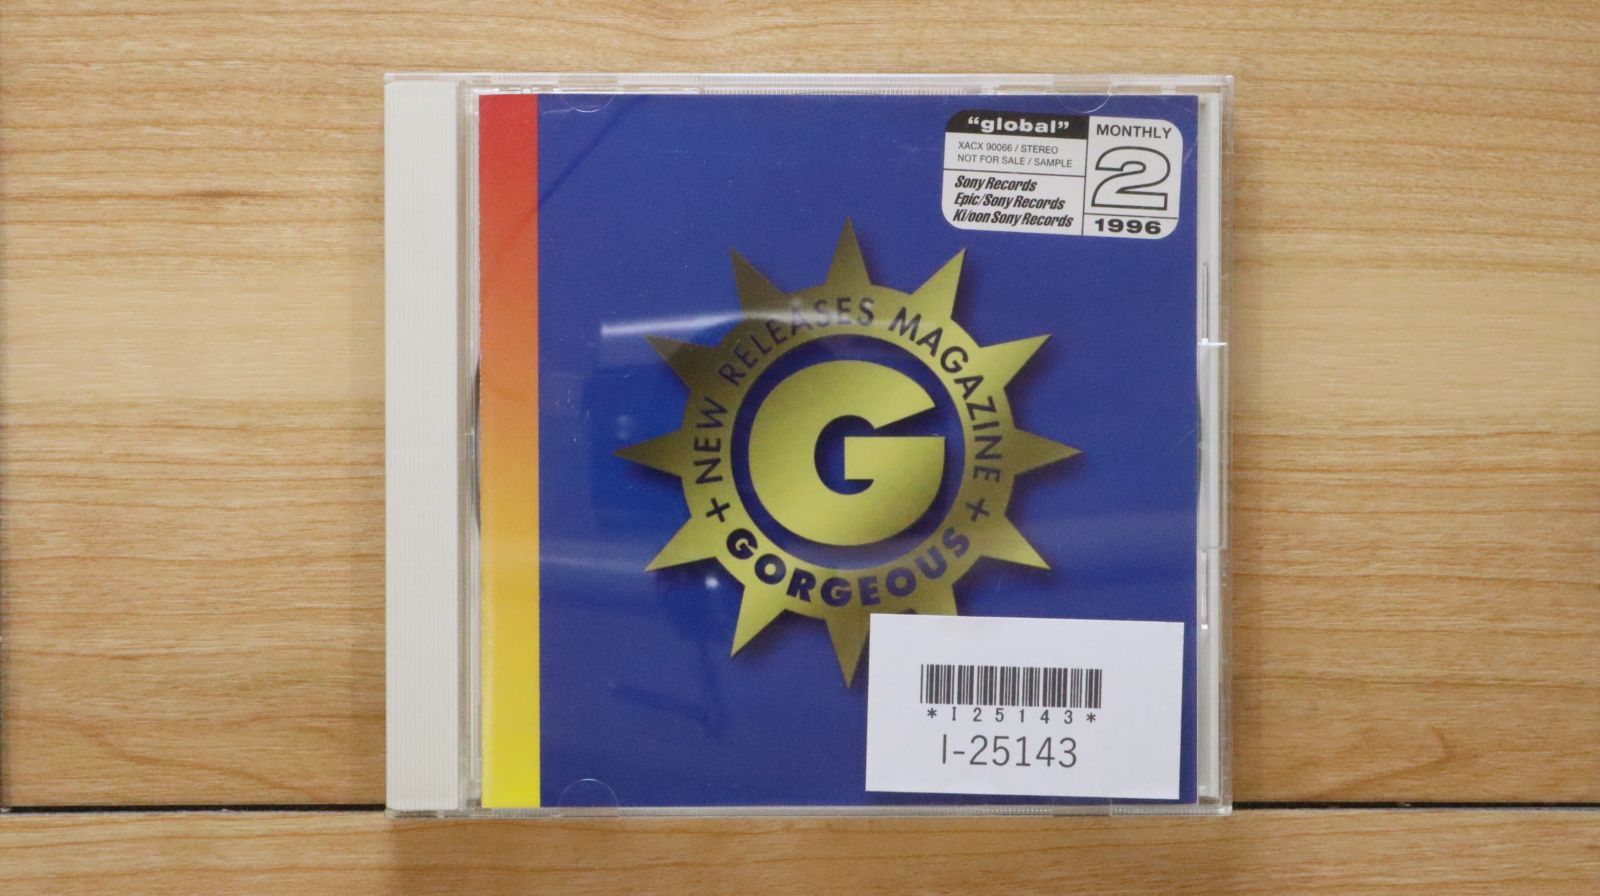 "global"
XACX 90066 / STEREO
NOT FOR SALE / SAMPLE
Sony Records
Epic/Sony Records
Ki/oon Sony Records
MONTHLY
2
1996
NEW RELEASES MAGAZINE
G
+ GORGEOUS +
*I25143*
I-25143